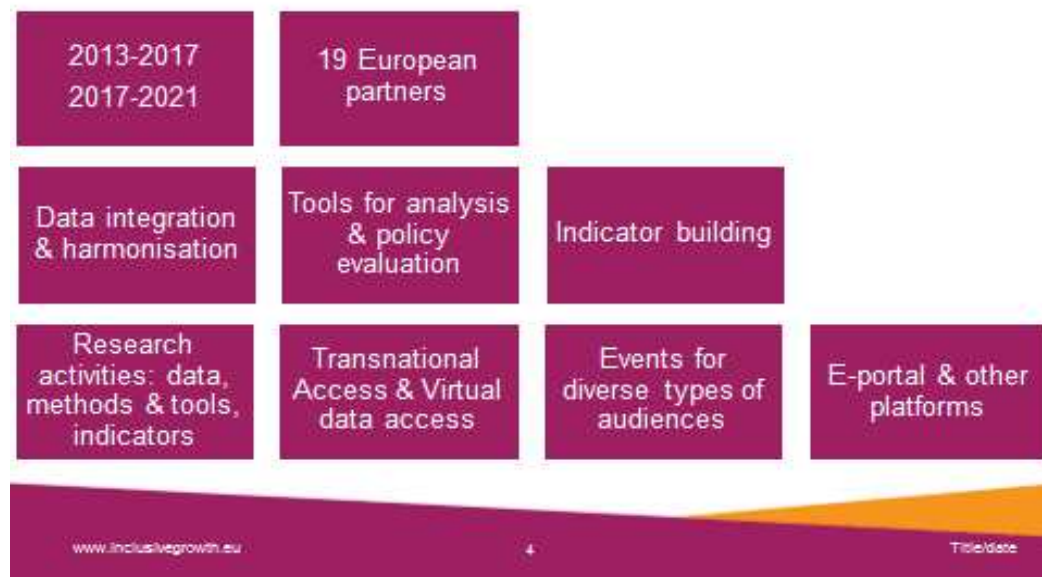 2013-2017
2017-2021
19 European
partners
Data integration
& harmonisation
Tools for analysis
& policy
evaluation
Indicator building
Research
activities: data,
methods & tools,
indicators
Transnational
Access & Virtual
data access
Events for
diverse types of
audiences
E-portal & other
platforms
www.inclusivegrowth.eu
4
Title/date